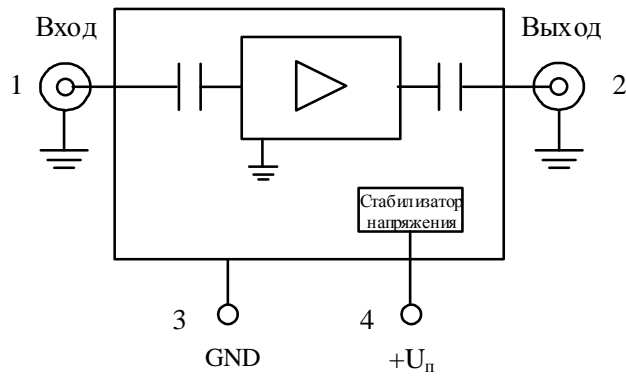 Вход
Выход
1
2
Стабилизатор
напряжения
3
4
GND
+Uп